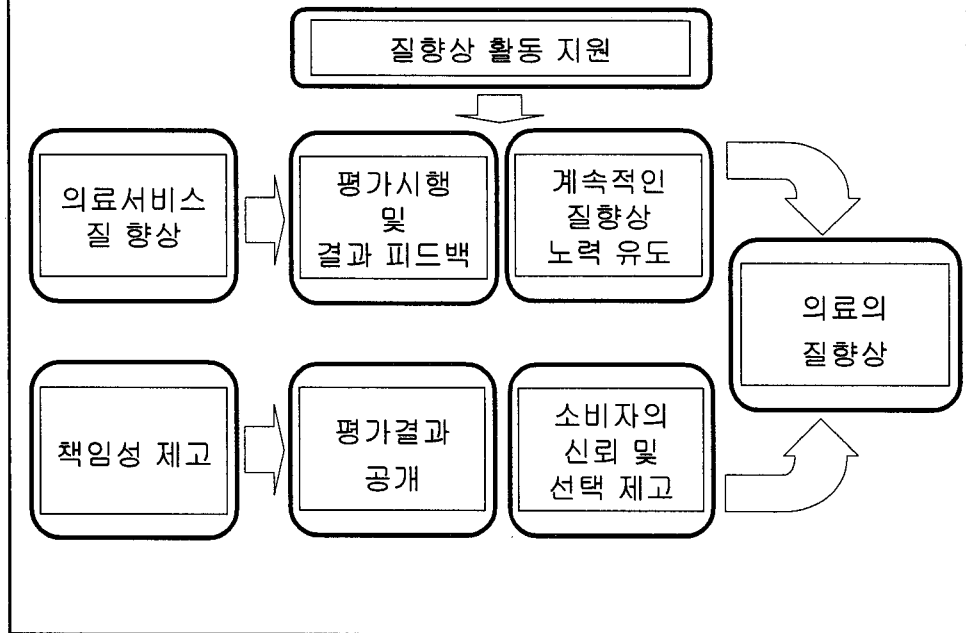 질향상 활동 지원
의료서비스
질 향상
평가시행
및
결과 피드백
계속적인
질향상
노력 유도
의료의
질향상
책임성 제고
평가결과
공개
소비자의
신뢰 및
선택 제고